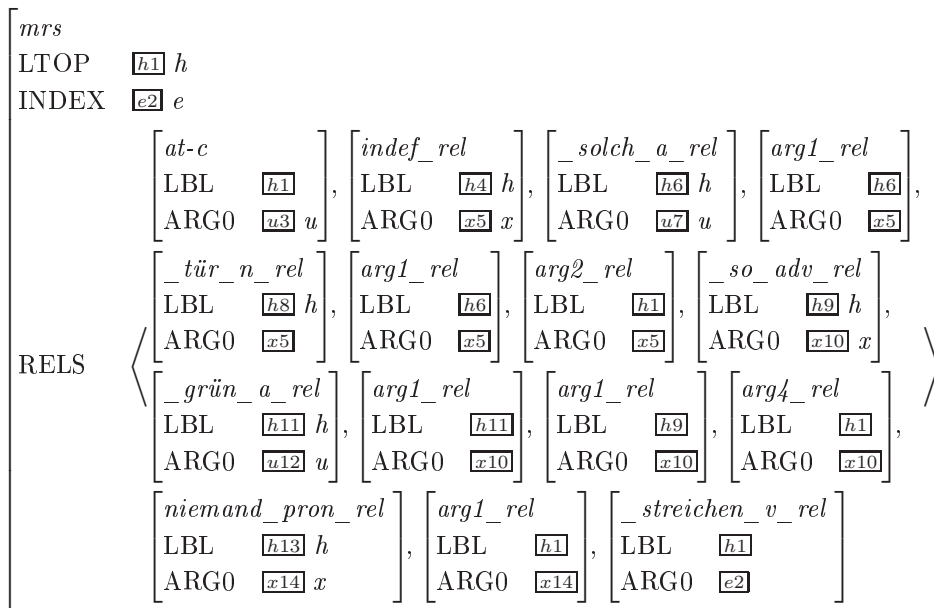 mrs
LTOP h1 h
INDEX e2 e
RELS
at-c
LBL h1
ARG0 u3 u
,
indef_rel
LBL h4 h
ARG0 x5 x
,
_solch_a_rel
LBL h6 h
ARG0 u7 u
,
arg1_rel
LBL h6
ARG0 x5
,
_tür_n_rel
LBL h8 h
ARG0 x5
,
arg1_rel
LBL h6
ARG0 x5
,
arg2_rel
LBL h1
ARG0 x5
,
_so_adv_rel
LBL h9 h
ARG0 x10 x
,
_grün_a_rel
LBL h11 h
ARG0 u12 u
,
arg1_rel
LBL h11
ARG0 x10
,
arg1_rel
LBL h9
ARG0 x10
,
arg4_rel
LBL h1
ARG0 x10
,
niemand_pron_rel
LBL h13 h
ARG0 x14 x
,
arg1_rel
LBL h1
ARG0 x14
,
_streichen_v_rel
LBL h1
ARG0 e2